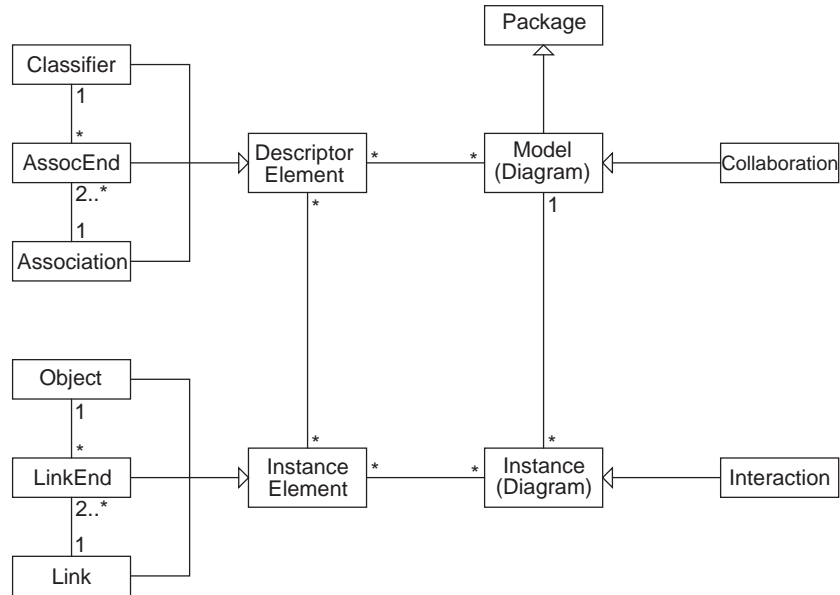 Package
Classifier
1
*
AssocEnd
2..*
1
Association
Descriptor
Element
*
*
*
Model
(Diagram)
1
Collaboration
Object
1
*
LinkEnd
2..*
1
Link
*
Instance
Element
*
*
*
Instance
(Diagram)
Interaction